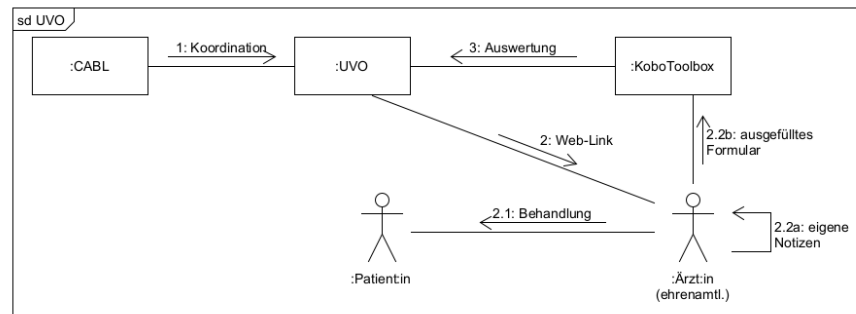 sd UVO
1: Koordination
3: Auswertung
:CABL
:UVO
:KoboToolbox
2: Web-Link
2.2b: ausgefülltes
Formular
2.1: Behandlung
2.2a: eigene
Notizen
:Patient:in
:Ärzt:in
(ehrenamtl.)